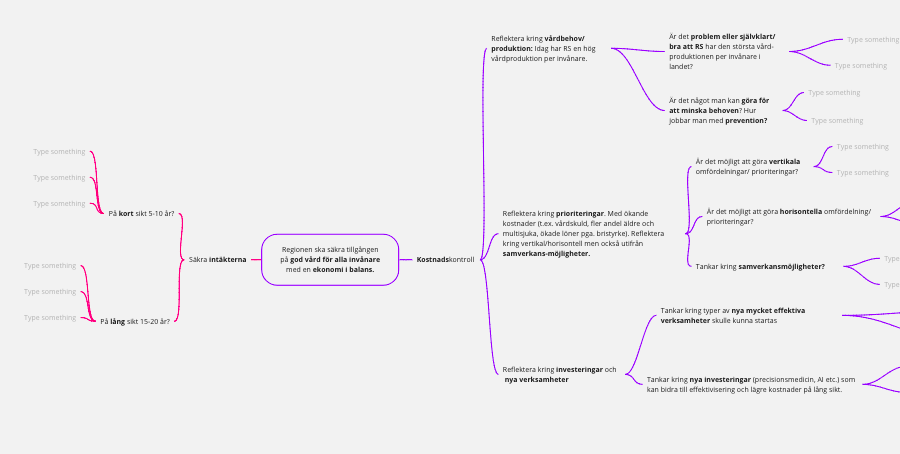 Type something
Type something
Type something
På kort sikt 5-10 år?
Type something
Type something
Type something
På lång sikt 15-20 år?
Säkra intäkterna
Regionen ska säkra tillgången
på god vård för alla invånare
med en ekonomi i balans.
Kostnadskontroll
Reflektera kring vårdbehov/
produktion: Idag har RS en hög
vårdproduktion per invånare.
Är det problem eller självklart/
bra att RS har den största vård-
produktionen per invånare i
landet?
Type something
Type something
Är det något man kan göra för
att minska behoven? Hur
jobbar man med prevention?
Type something
Type something
Reflektera kring prioriteringar. Med ökande
kostnader (t.ex. vårdskuld, fler andel äldre och
multisjuka, ökade löner pga. bristyrke). Reflektera
kring vertikal/horisontell men också utifrån
samverkans-möjligheter.
Är det möjligt att göra vertikala
omfördelningar/ prioriteringar?
Type something
Type something
Är det möjligt att göra horisontella omfördelning/
prioriteringar?
Tankar kring samverkansmöjligheter?
Type
Type
Reflektera kring investeringar och
nya verksamheter
Tankar kring typer av nya mycket effektiva
verksamheter skulle kunna startas
Tankar kring nya investeringar (precisionsmedicin, AI etc.) som
kan bidra till effektivisering och lägre kostnader på lång sikt.